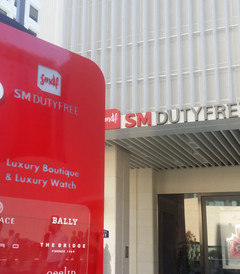 smdf
SM DUTYFREE
smdf SM DUTYFREE
Luxury Boutique
& Luxury Watch
BALLY
THE BRIDGE